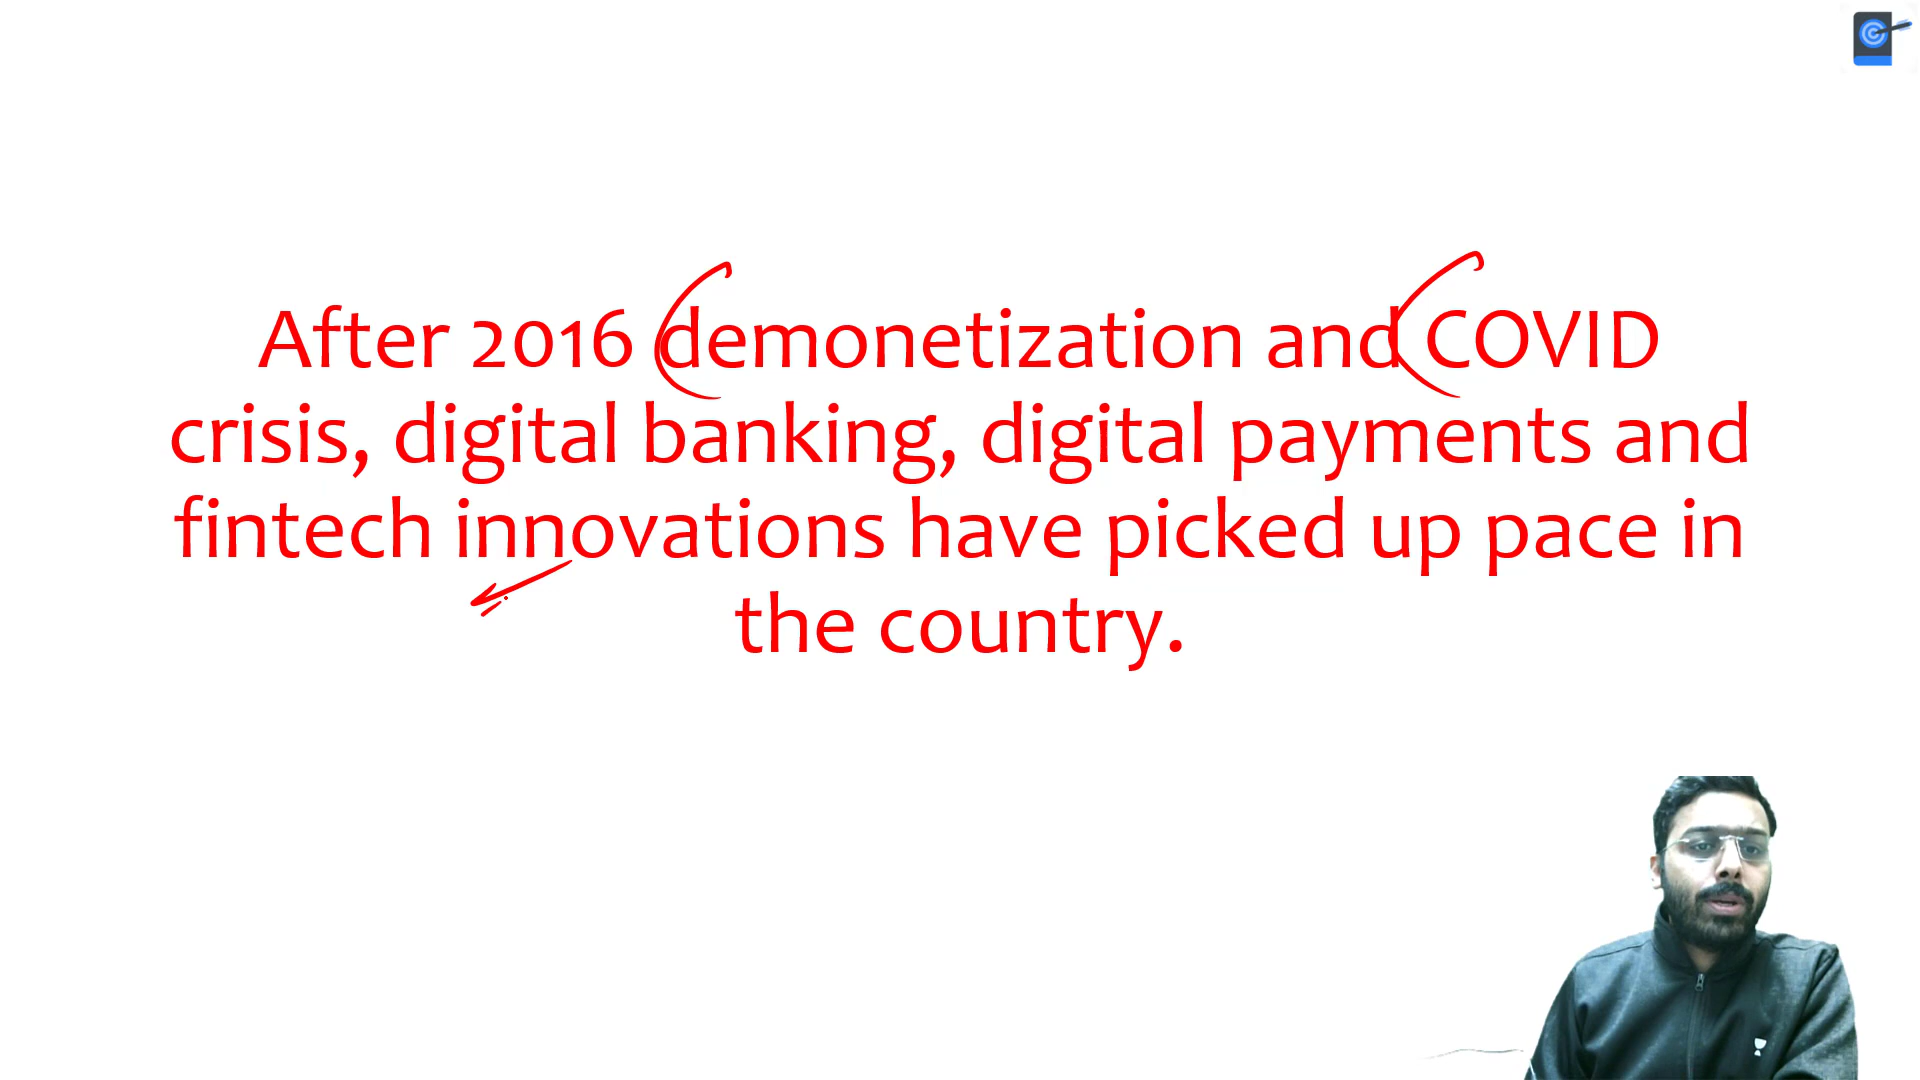 After 2016 demonetization and COVID
crisis, digital banking, digital payments and
fintech innovations have picked up pace in
the country.